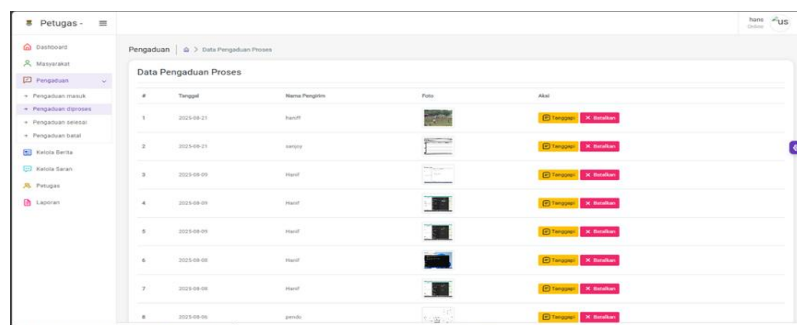 Petugas -
hans
Online
us
Dashboard
Masyarakat
Pengaduan
Pengaduan masuk
Pengaduan diproses
Pengaduan selesai
Pengaduan batal
Kelola Berita
Kelola Saran
Petugas
Laporan
Pengaduan > Data Pengaduan Proses
Data Pengaduan Proses
# Tanggal Nama Pengirim Foto Aksi
1 2023-08-21 haniff Tanggapi × Batalkan
2 2023-08-21 sanjoy Tanggapi × Batalkan
3 2023-08-09 Hanif Tanggapi × Batalkan
4 2023-08-09 Hanif Tanggapi × Batalkan
5 2023-08-09 Hanif Tanggapi × Batalkan
6 2023-08-08 Hanif Tanggapi × Batalkan
7 2023-08-08 Hanif Tanggapi × Batalkan
8 2023-08-06 pendu Tanggapi × Batalkan